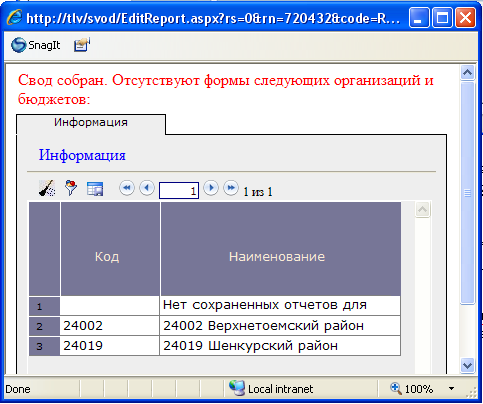 http://tlv/svod/EditReport.aspx?rs=0&rn=720432&code=R...
SnagIt
Свод собран. Отсутствуют формы следующих организаций и
бюджетов:
Информация
Информация
1 1 из 1
Код Наименование
1 Нет сохраненных отчетов для
2 24002 24002 Верхнетоемский район
3 24019 24019 Шенкурский район
Done Local intranet 100%